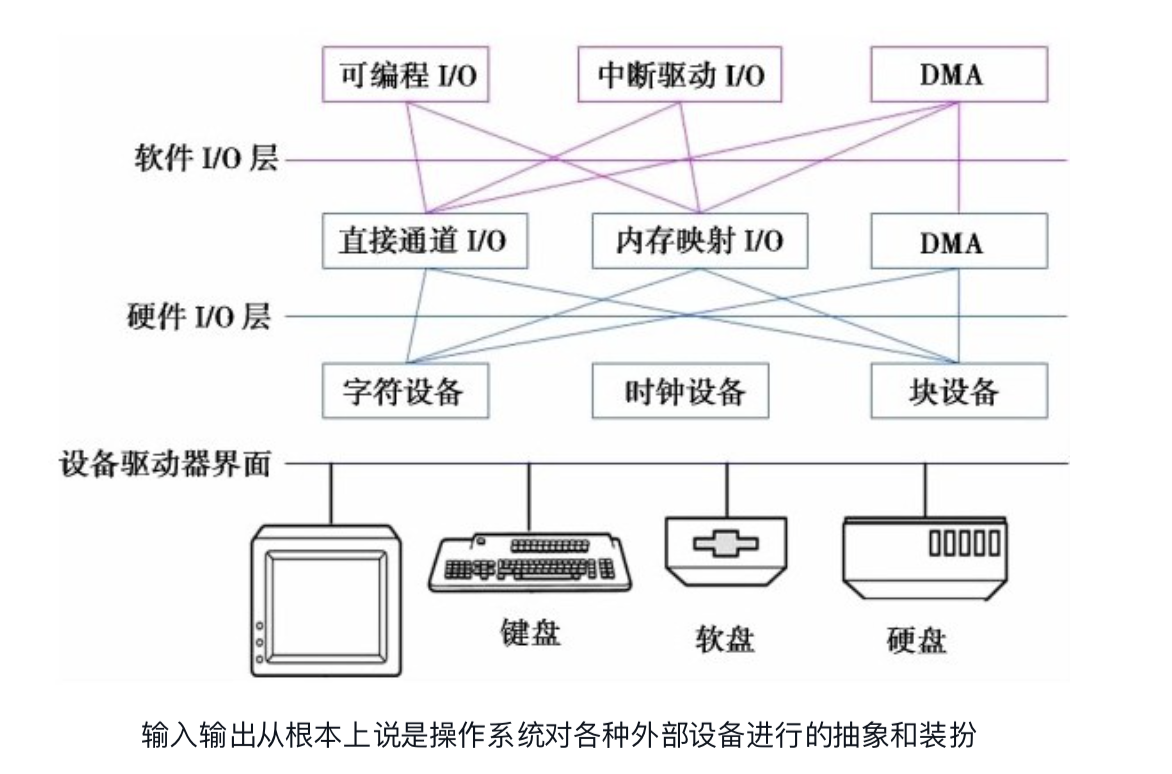 可编程 I/O 中断驱动 I/O DMA
软件 I/O 层
直接通道 I/O 内存映射 I/O DMA
硬件 I/O 层
字符设备 时钟设备 块设备
设备驱动器界面
键盘 软盘 硬盘
输入输出从根本上说是操作系统对各种外部设备进行的抽象和装扮